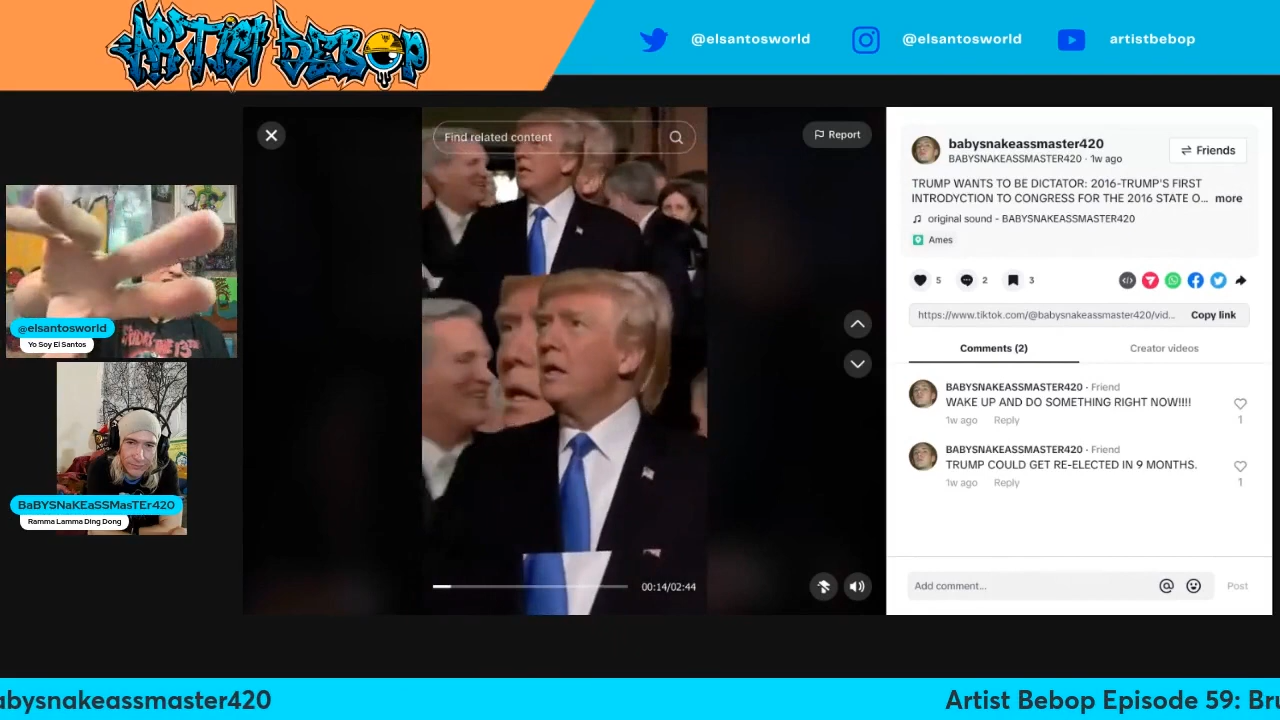 ARTIST BEBOP
@elsantosworld
@elsantosworld
artistbebop
Find related content
Report
babysnakeassmaster420
BABYSNAKEASSMASTER420 · 1w ago
Friends
TRUMP WANTS TO BE DICTATOR: 2016-TRUMP'S FIRST
INTRODYCTION TO CONGRESS FOR THE 2016 STATE O... more
original sound - BABYSNAKEASSMASTER420
Ames
5
2
3
https://www.tiktok.com/@babysnakeassmaster420/vid...
Copy link
Comments (2)
Creator videos
BABYSNAKEASSMASTER420 · Friend
WAKE UP AND DO SOMETHING RIGHT NOW!!!!
1w ago Reply
1
BABYSNAKEASSMASTER420 · Friend
TRUMP COULD GET RE-ELECTED IN 9 MONTHS.
1w ago Reply
1
@elsantosworld
Yo Soy El Santos
BaBYSNaKEaSSMasTEr420
Ramma Lamma Ding Dong
00:14/02:44
Add comment...
Post
abysnakeassmaster420
Artist Bebop Episode 59: Bru